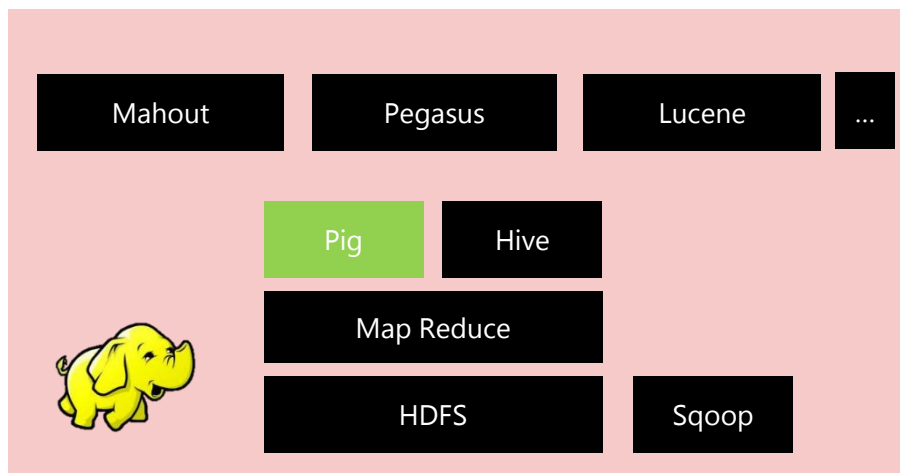 Mahout
Pegasus
Lucene
...
Pig
Hive
Map Reduce
HDFS
Sqoop